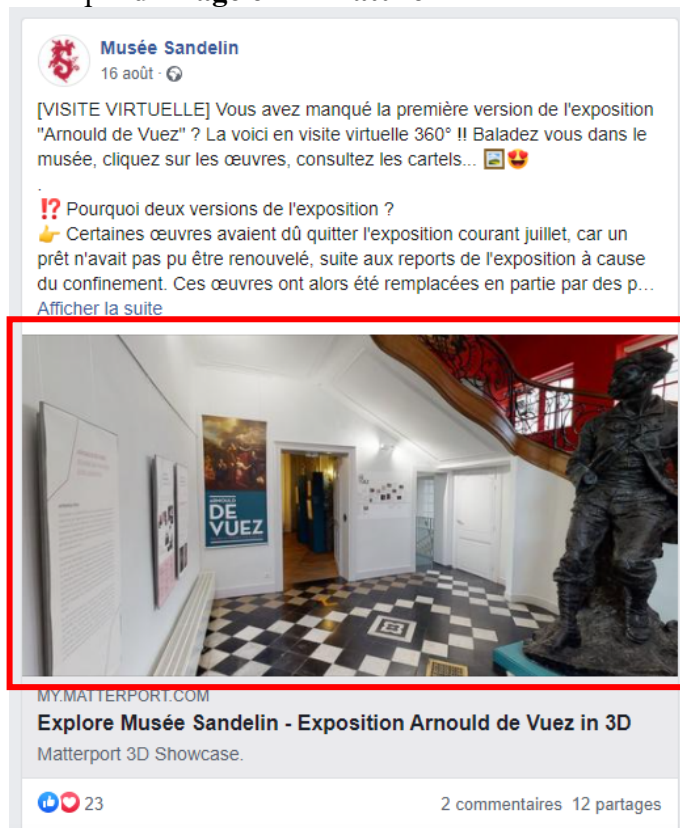 Musée Sandelin
16 août ·
[VISITE VIRTUELLE] Vous avez manqué la première version de l'exposition
"Arnould de Vuez" ? La voici en visite virtuelle 360° !! Baladez vous dans le
musée, cliquez sur les œuvres, consultez les cartels... 🖼️😍
.
⁉️ Pourquoi deux versions de l'exposition ?
👉 Certaines œuvres avaient dû quitter l'exposition courant juillet, car un
prêt n'avait pas pu être renouvelé, suite aux reports de l'exposition à cause
du confinement. Ces œuvres ont alors été remplacées en partie par des p…
Afficher la suite
ARNOULD
DE
VUEZ
MY.MATTERPORT.COM
Explore Musée Sandelin - Exposition Arnould de Vuez in 3D
Matterport 3D Showcase.
23
2 commentaires 12 partages